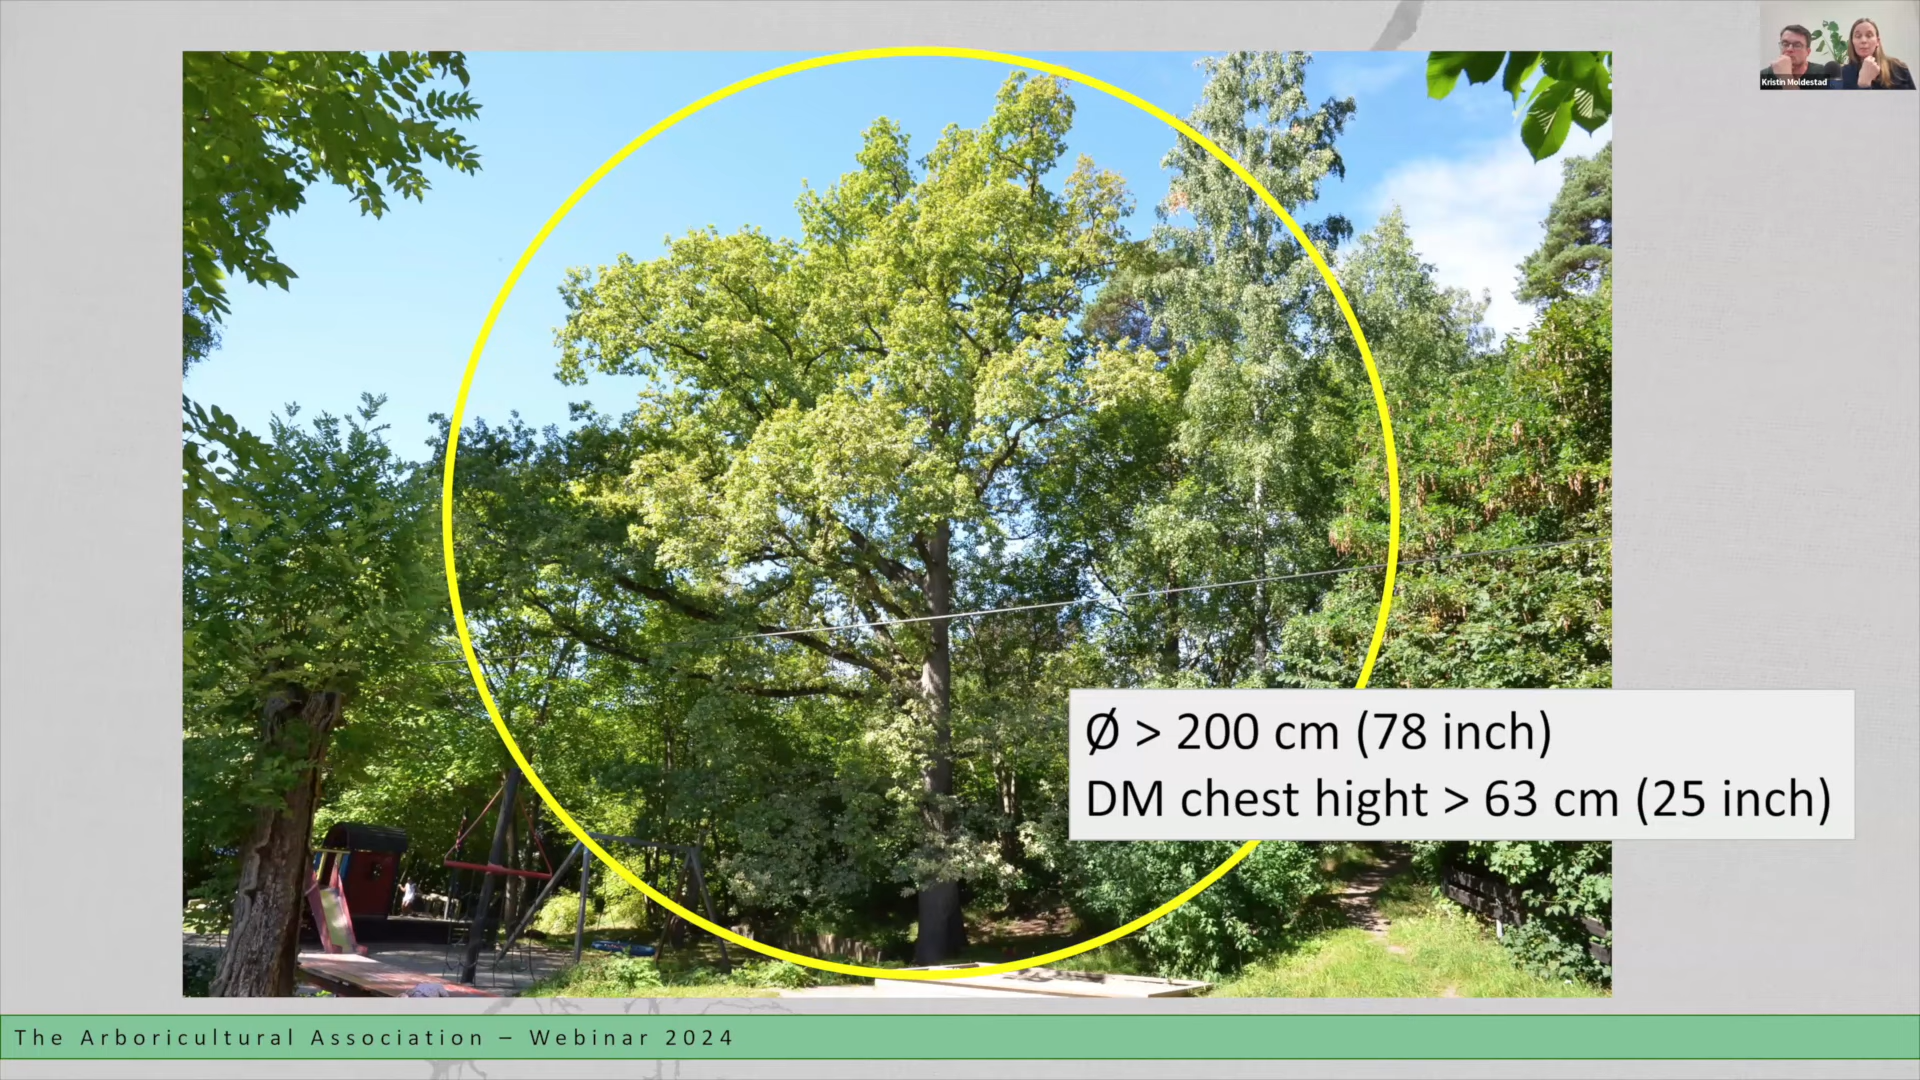 Kristin Moldestad
Ø > 200 cm (78 inch)
DM chest hight > 63 cm (25 inch)
The Arboricultural Association – Webinar 2024